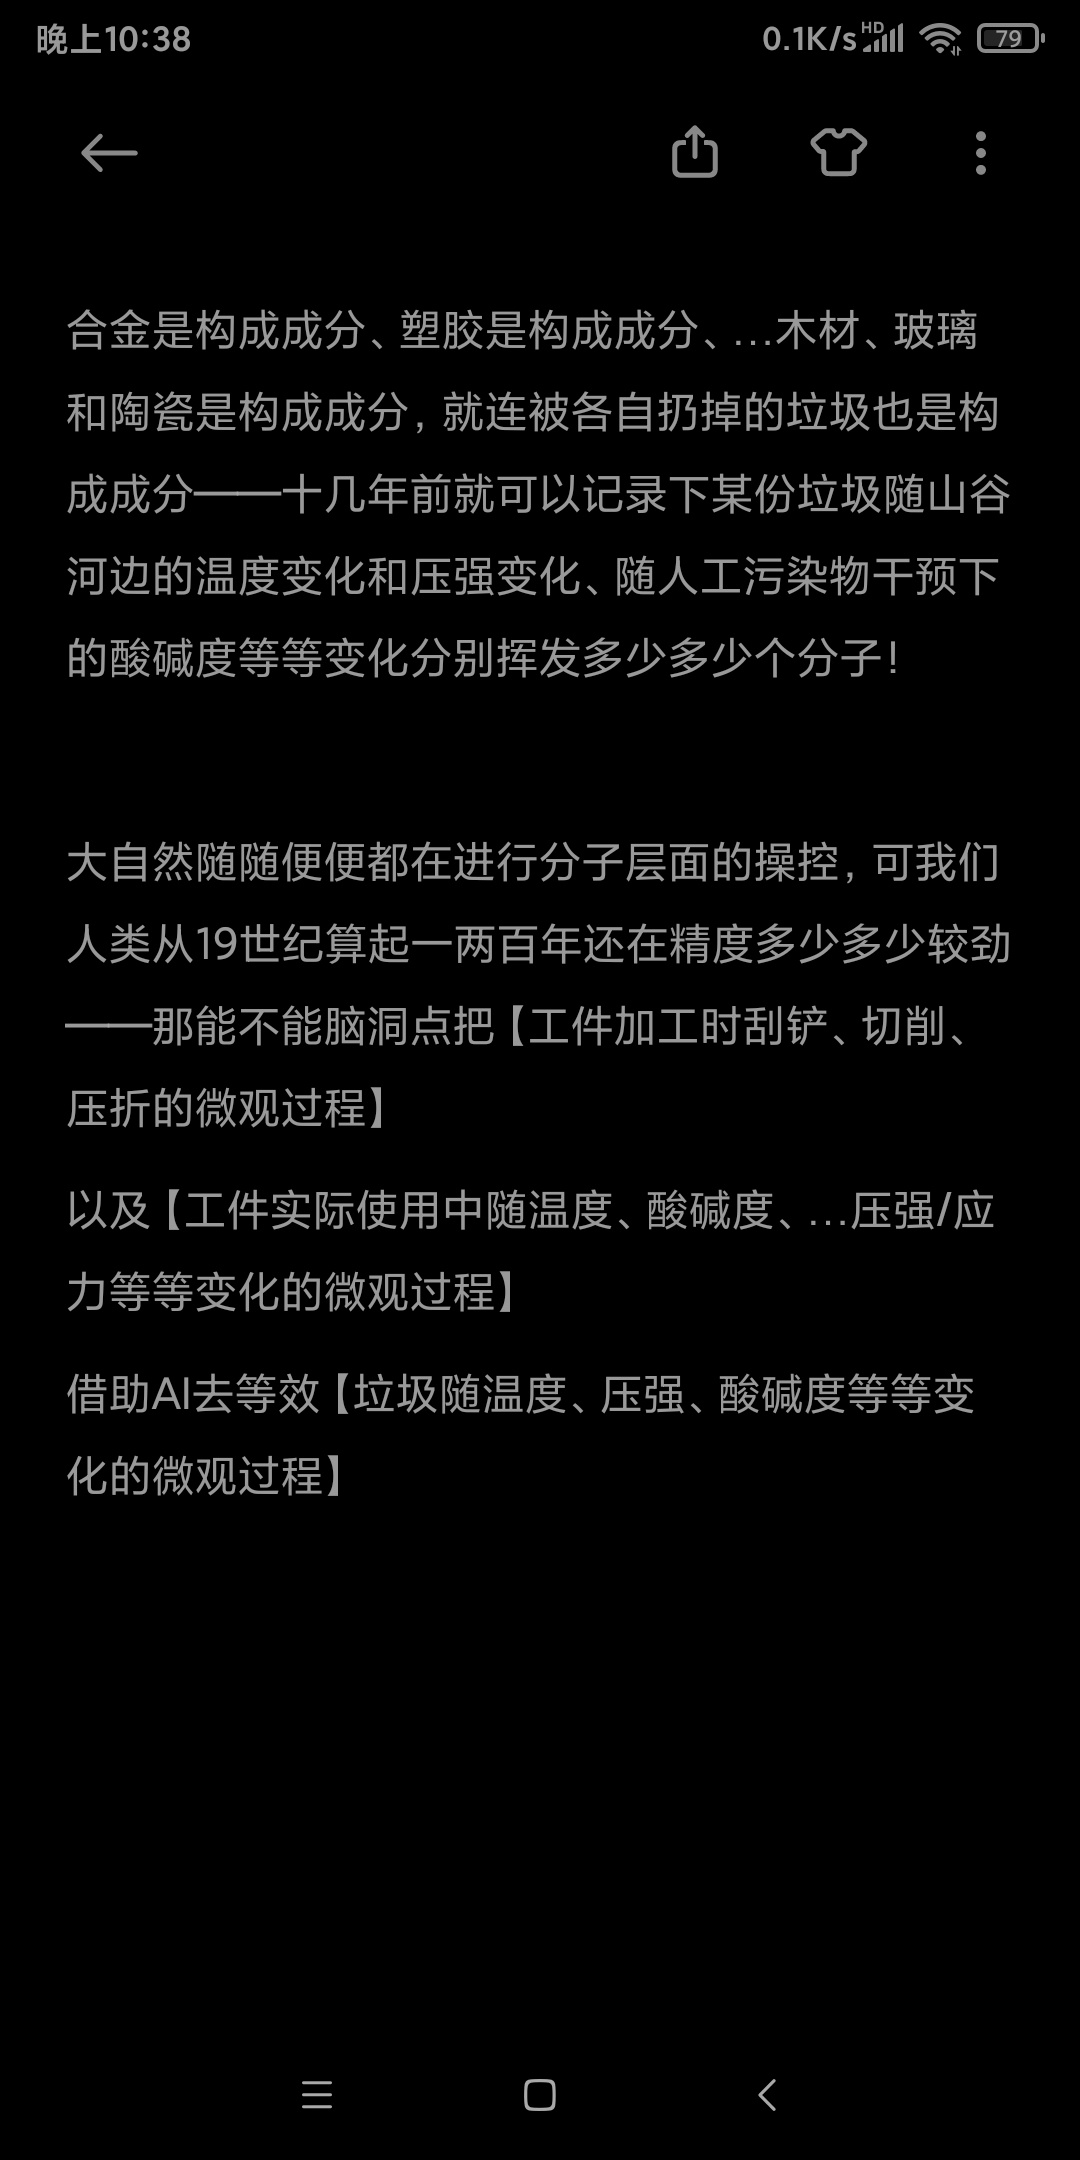 晚上10:38
0.1K/s HD 79
合金是构成成分、塑胶是构成成分、...木材、玻璃
和陶瓷是构成成分，就连被各自扔掉的垃圾也是构
成成分——十几年前就可以记录下某份垃圾随山谷
河边的温度变化和压强变化、随人工污染物干预下
的酸碱度等等变化分别挥发多少多少个分子！
大自然随随便便都在进行分子层面的操控，可我们
人类从19世纪算起一两百年还在精度多少多少较劲
——那能不能脑洞点把【工件加工时刮铲、切削、
压折的微观过程】
以及【工件实际使用中随温度、酸碱度、...压强/应
力等等变化的微观过程】
借助AI去等效【垃圾随温度、压强、酸碱度等等变
化的微观过程】